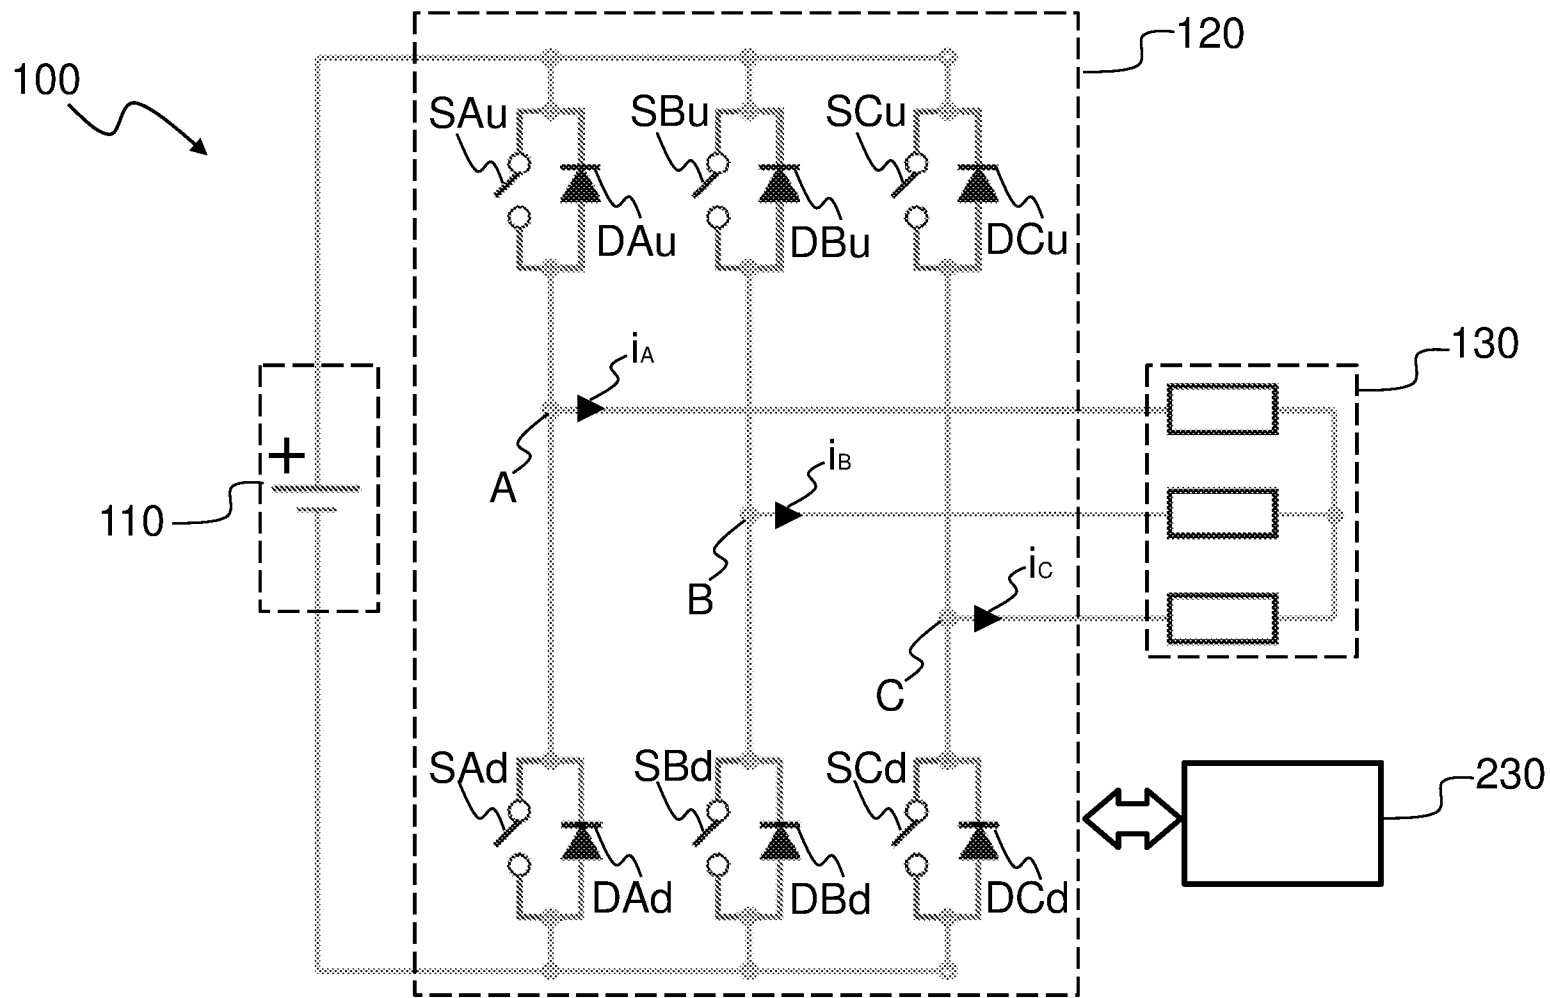 120
100
SAu SBu SCu
DAu DBu DCu
iA
130
+
iB
A
110
iC
B
C
SAd SBd SCd
230
DAd DBd DCd